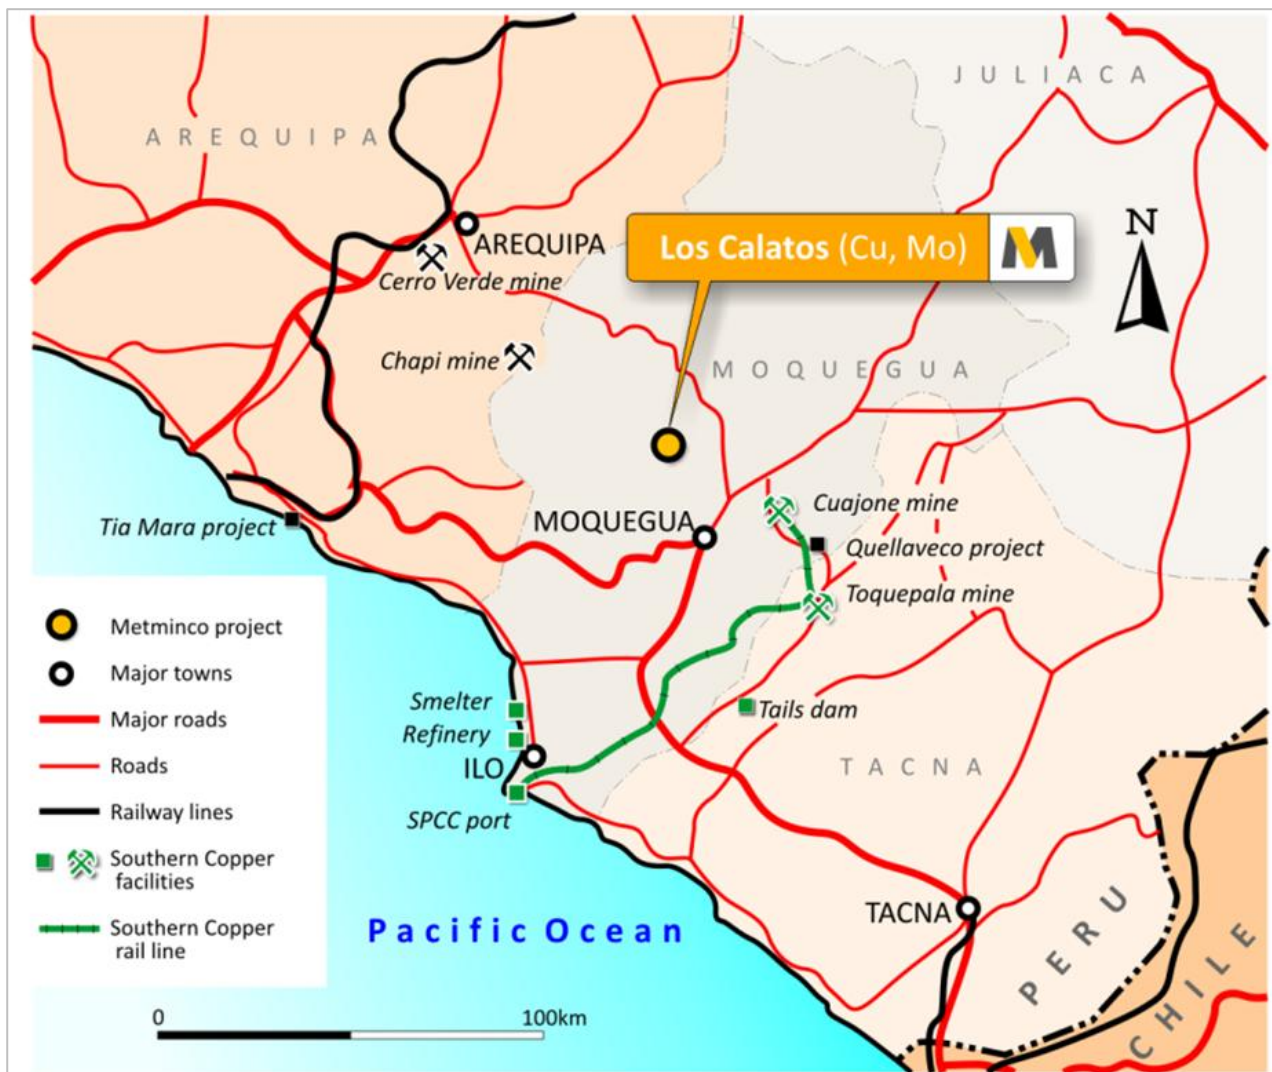 JULIACA
AREQUIPA
N
AREQUIPA
Los Calatos (Cu, Mo) M
Cerro Verde mine
Chapi mine
MOQUEGUA
Cuajone mine
MOQUEGUA
Tia Mara project
Quellaveco project
Toquepala mine
Metminco project
Major towns
Major roads
Roads
Railway lines
Southern Copper
facilities
Southern Copper
rail line
Smelter
Refinery
Tails dam
ILO
TACNA
SPCC port
TACNA
PERU
CHILE
Pacific Ocean
0 100km